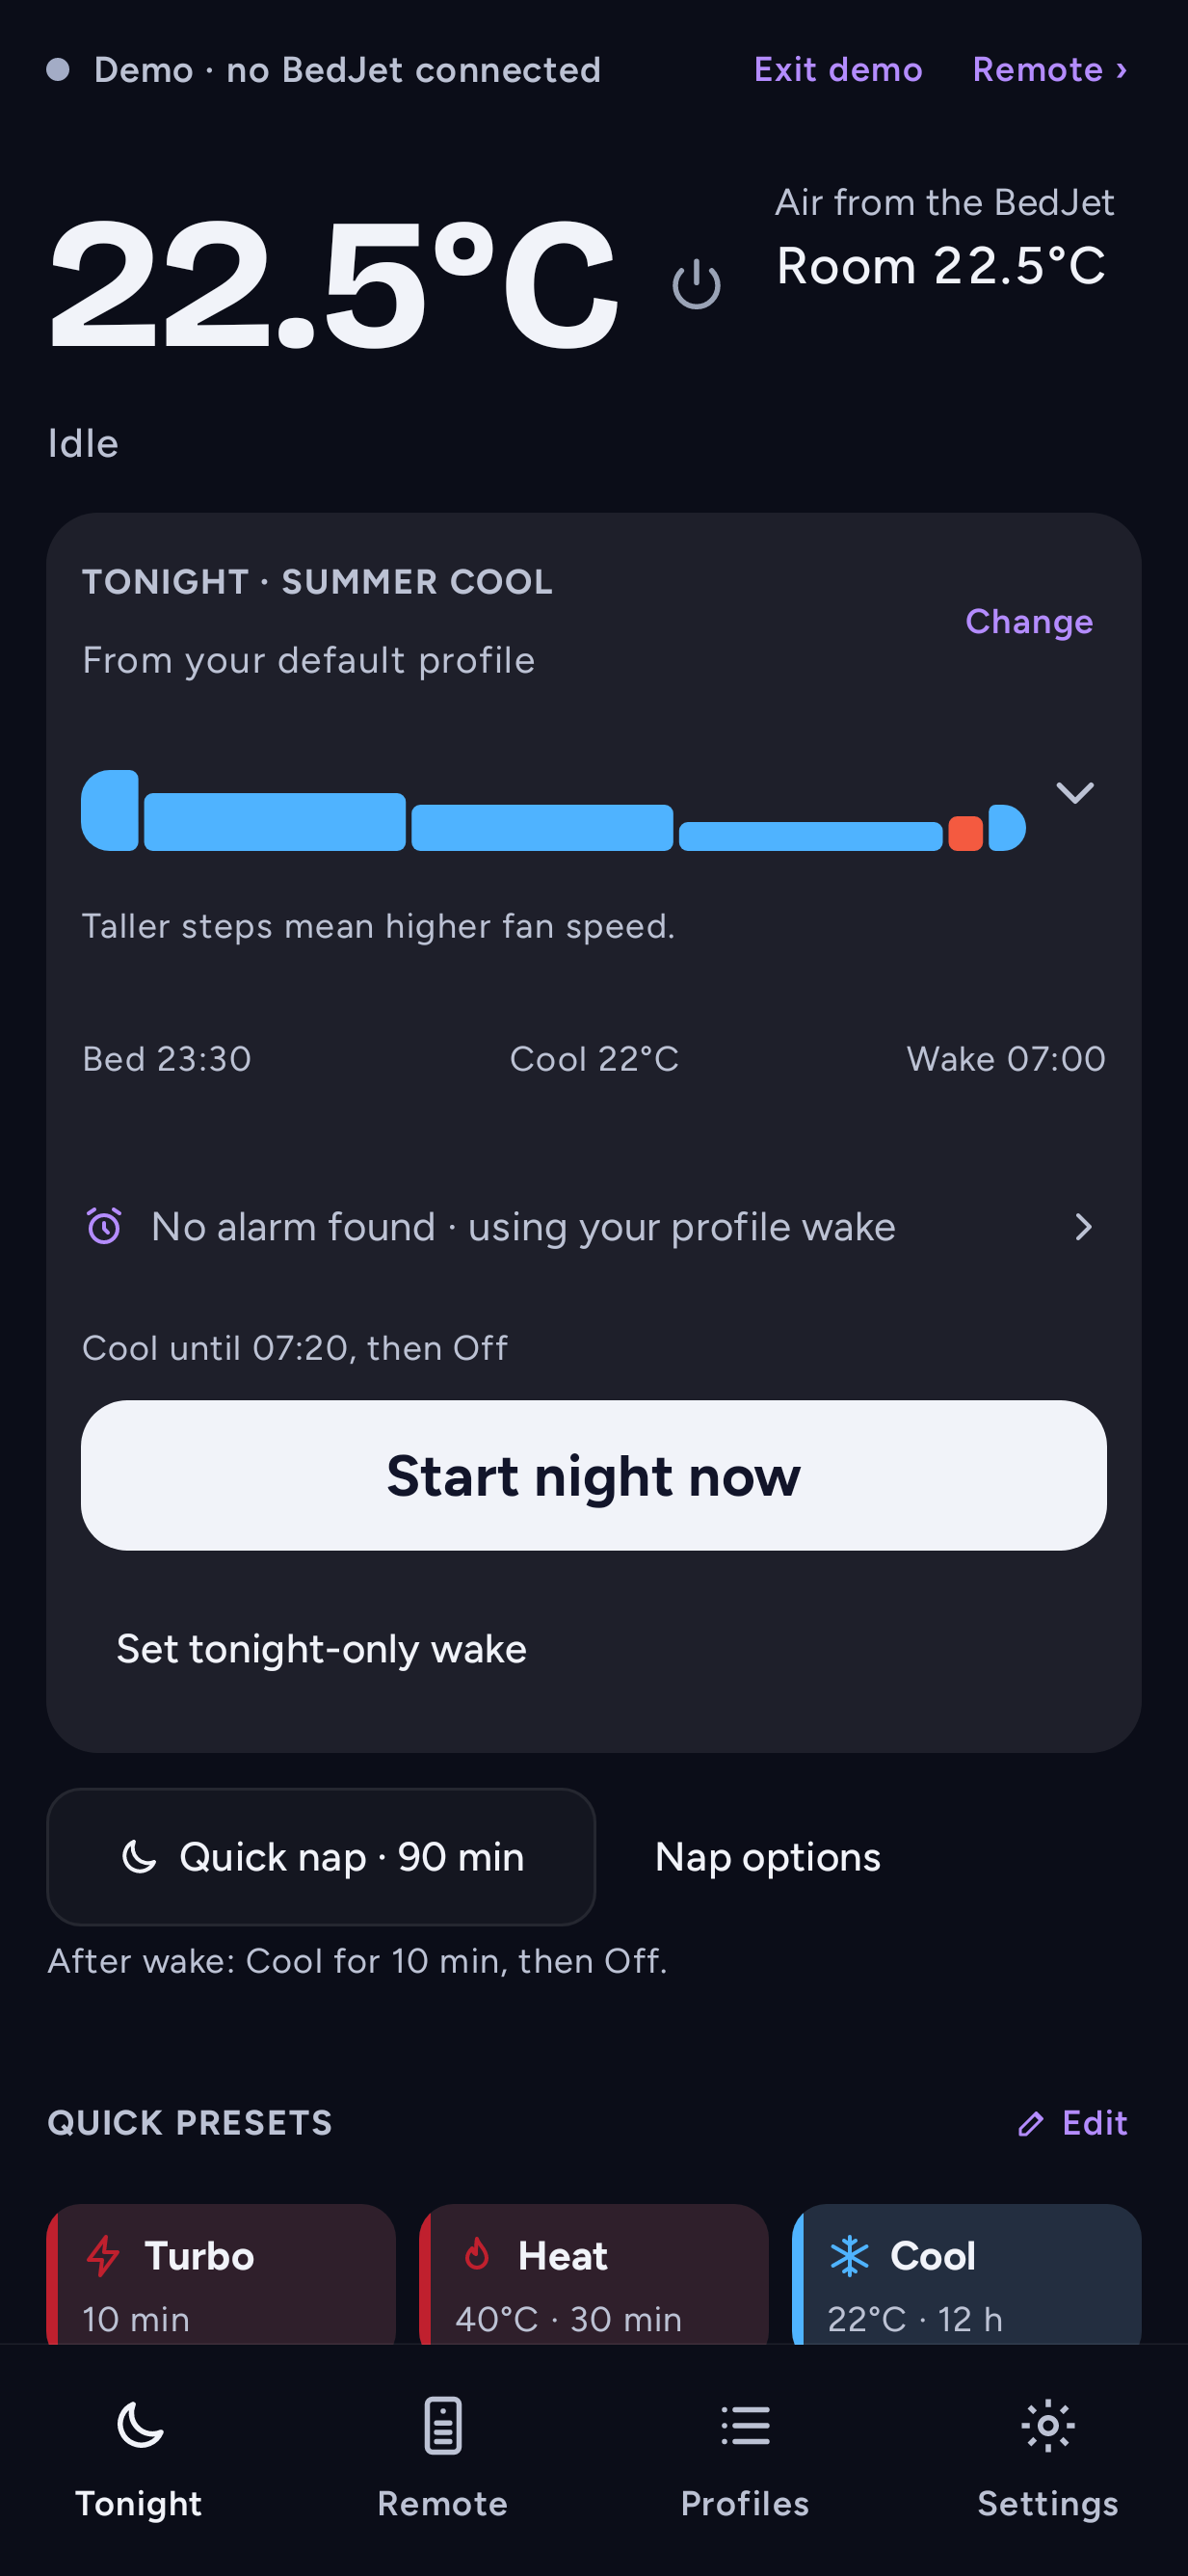 Demo · no BedJet connected
Exit demo
Remote ›
22.5°C
Air from the BedJet
Room 22.5°C
Idle
TONIGHT · SUMMER COOL
From your default profile
Change
Taller steps mean higher fan speed.
Bed 23:30
Cool 22°C
Wake 07:00
No alarm found · using your profile wake
Cool until 07:20, then Off
Start night now
Set tonight-only wake
Quick nap · 90 min
Nap options
After wake: Cool for 10 min, then Off.
QUICK PRESETS
Edit
Turbo
10 min
Heat
40°C · 30 min
Cool
22°C · 12 h
Tonight
Remote
Profiles
Settings